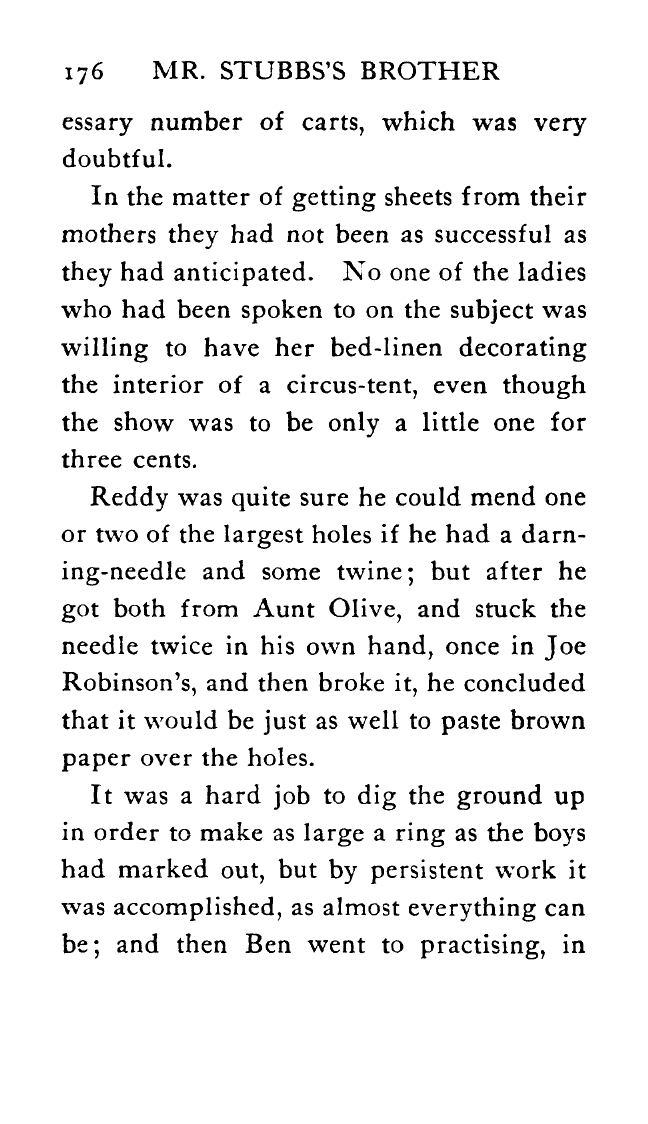 176 MR. STUBBS'S BROTHER
essary number of carts, which was very
doubtful.
In the matter of getting sheets from their
mothers they had not been as successful as
they had anticipated. No one of the ladies
who had been spoken to on the subject was
willing to have her bed-linen decorating
the interior of a circus-tent, even though
the show was to be only a little one for
three cents.
Reddy was quite sure he could mend one
or two of the largest holes if he had a darn-
ing-needle and some twine; but after he
got both from Aunt Olive, and stuck the
needle twice in his own hand, once in Joe
Robinson's, and then broke it, he concluded
that it would be just as well to paste brown
paper over the holes.
It was a hard job to dig the ground up
in order to make as large a ring as the boys
had marked out, but by persistent work it
was accomplished, as almost everything can
be; and then Ben went to practising, in